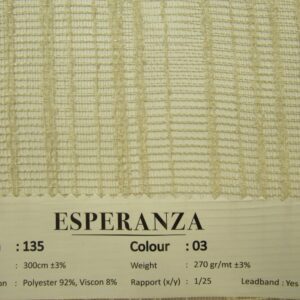 ESPERANZA
: 135 Colour : 03
: 300cm ±3% Weight : 270 gr/mt ±3%
: Polyester 92%, Viscon 8% Rapport (x/y) : 1/25 Leadband : Yes